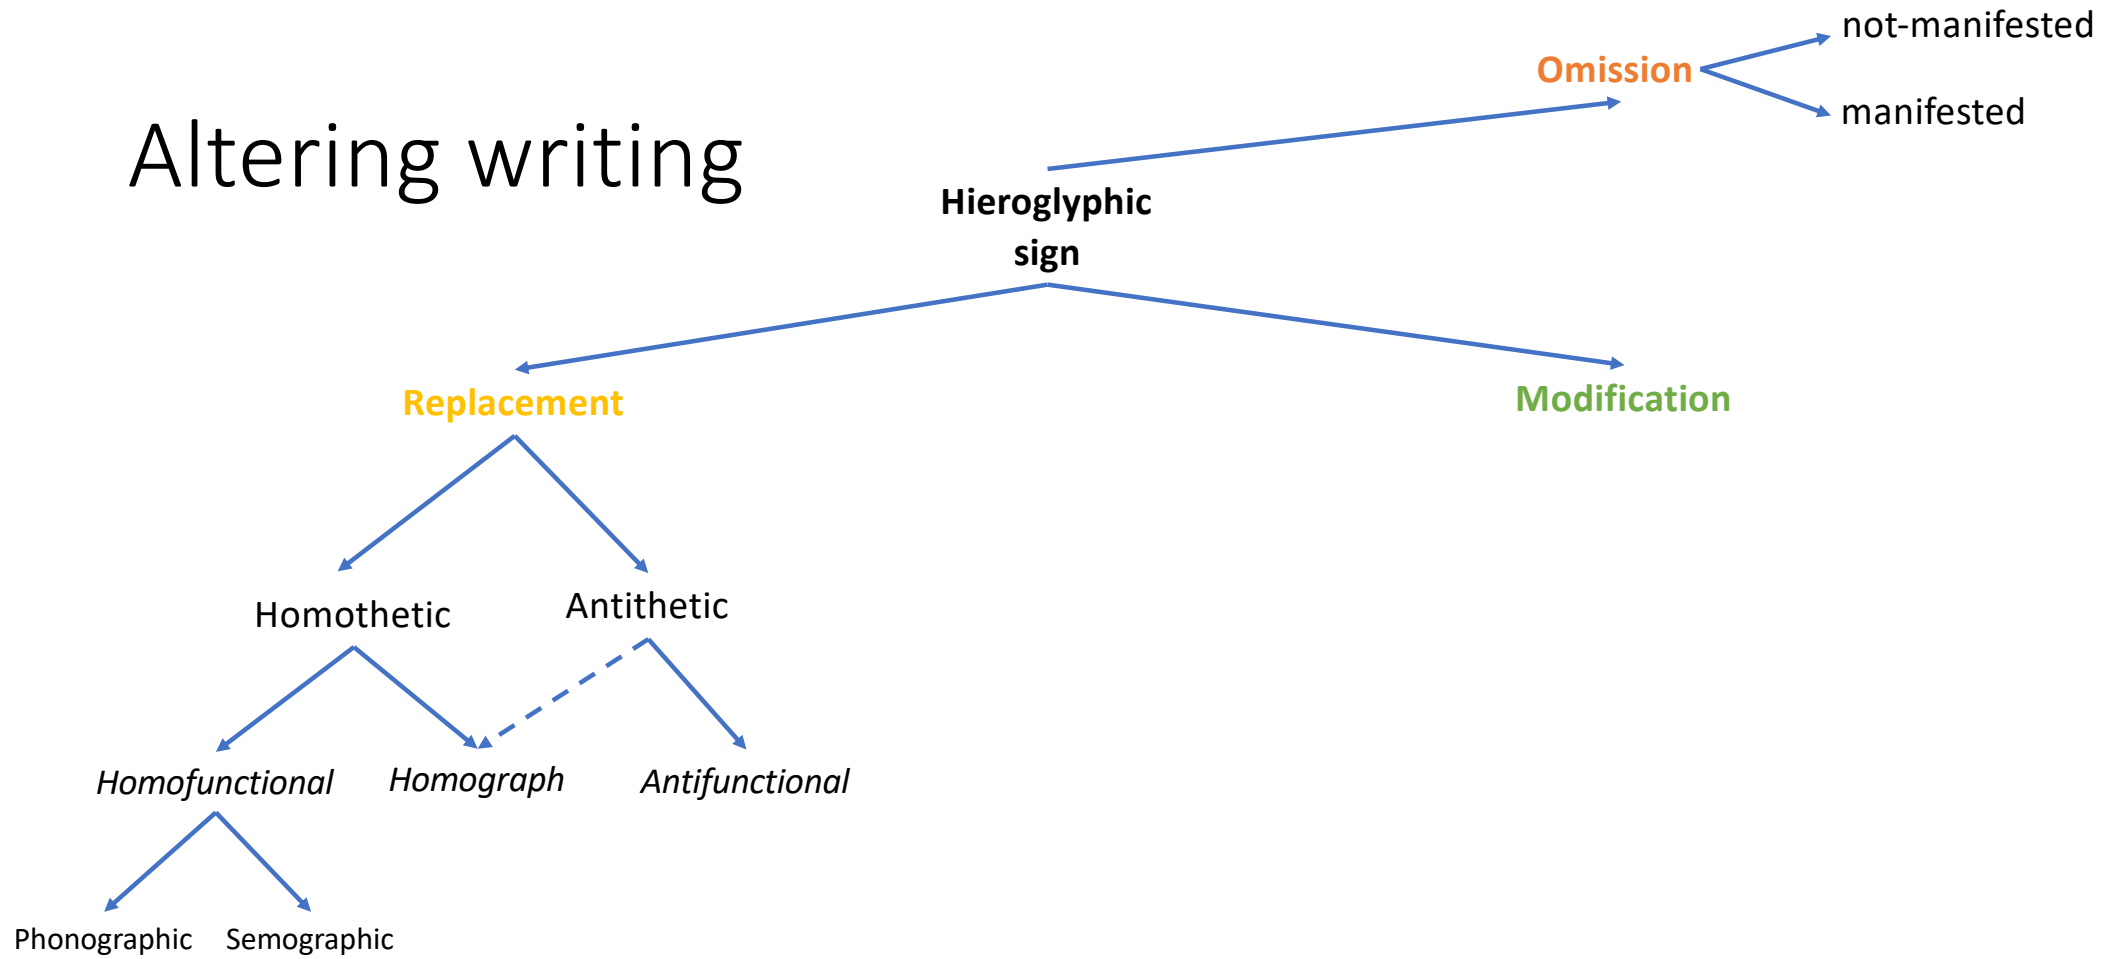 not-manifested
Omission
manifested
Altering writing
Hieroglyphic
sign
Replacement
Modification
Homothetic
Antithetic
Homofunctional
Homograph
Antifunctional
Phonographic
Semographic